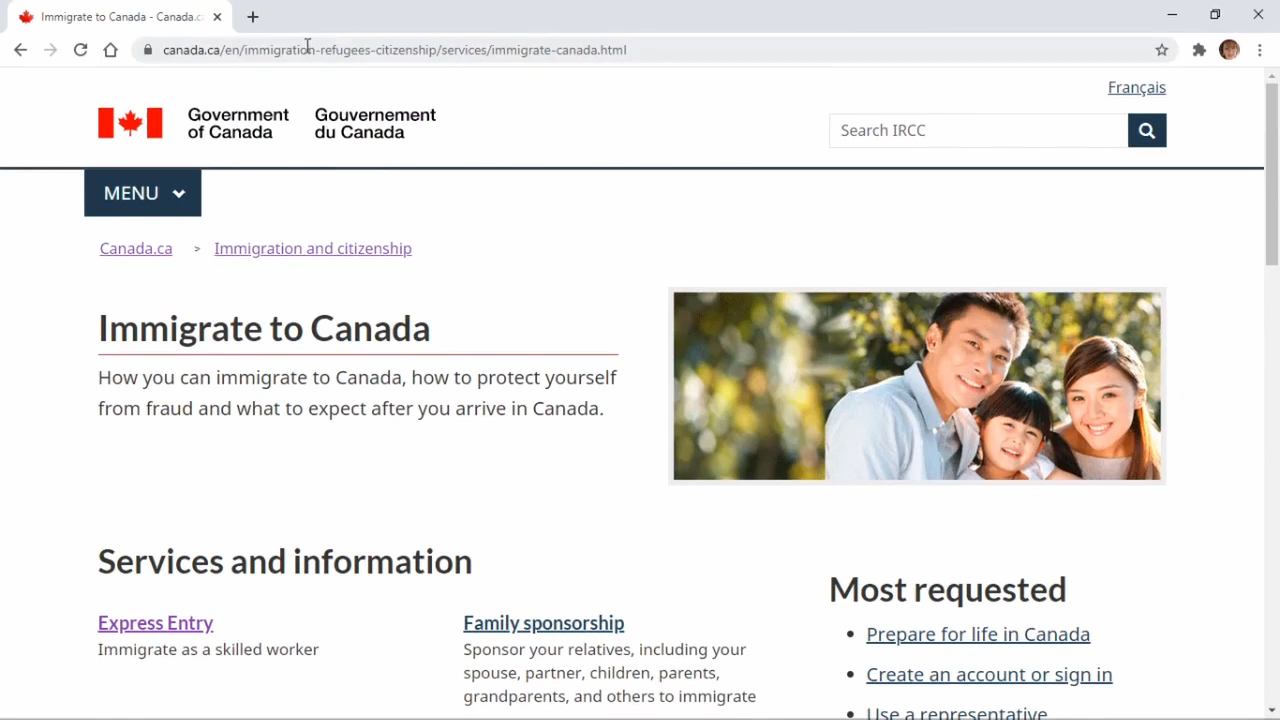 Immigrate to Canada - Canada.ca
canada.ca/en/immigration-refugees-citizenship/services/immigrate-canada.html
Français
Government
of Canada
Gouvernement
du Canada
Search IRCC
MENU
Canada.ca > Immigration and citizenship
Immigrate to Canada
How you can immigrate to Canada, how to protect yourself
from fraud and what to expect after you arrive in Canada.
Services and information
Express Entry
Immigrate as a skilled worker
Family sponsorship
Sponsor your relatives, including your
spouse, partner, children, parents,
grandparents, and others to immigrate
Most requested
• Prepare for life in Canada
• Create an account or sign in
Use a representative